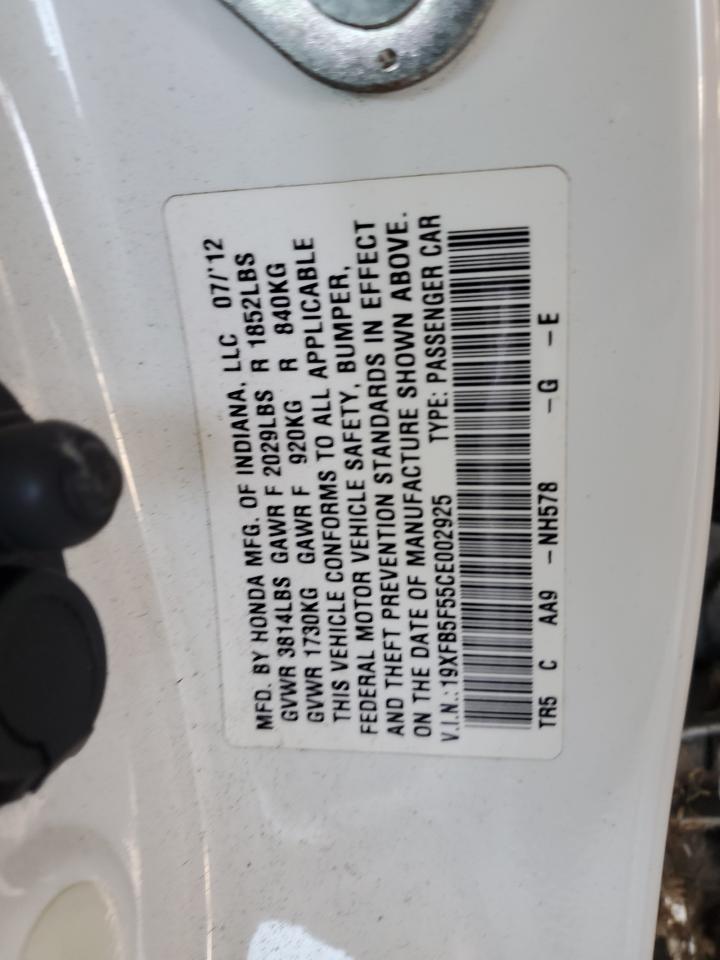 MFD. BY HONDA MFG. OF INDIANA, LLC 07/'12
GVWR 3814LBS GAWR F 2029LBS R 1852LBS
GVWR 1730KG GAWR F 920KG R 840KG
THIS VEHICLE CONFORMS TO ALL APPLICABLE
FEDERAL MOTOR VEHICLE SAFETY, BUMPER,
AND THEFT PREVENTION STANDARDS IN EFFECT
ON THE DATE OF MANUFACTURE SHOWN ABOVE.
V.I.N.:19XFB5F55CE002925 TYPE: PASSENGER CAR
TR5 C AA9 -NH578 -G -E